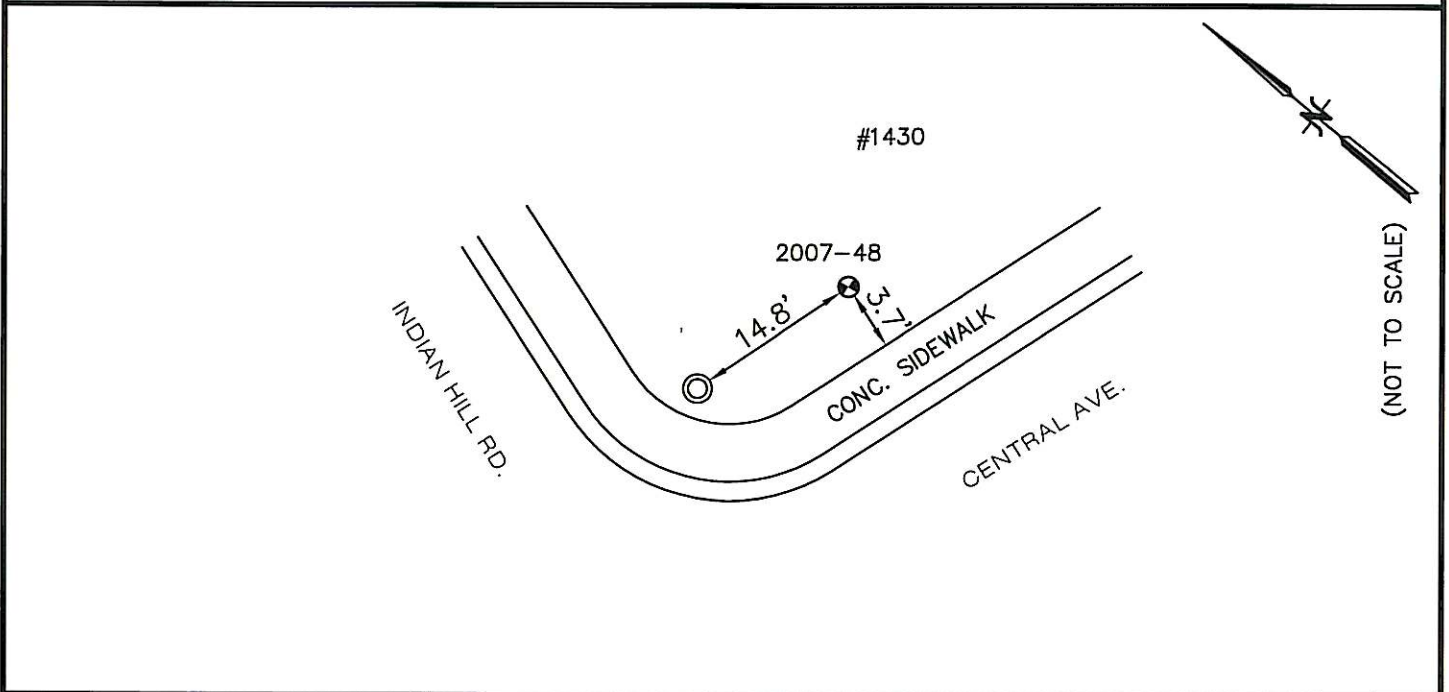 #1430
2007-48
14.8'
3.7'
CONC. SIDEWALK
INDIAN HILL RD.
CENTRAL AVE.
N
(NOT TO SCALE)